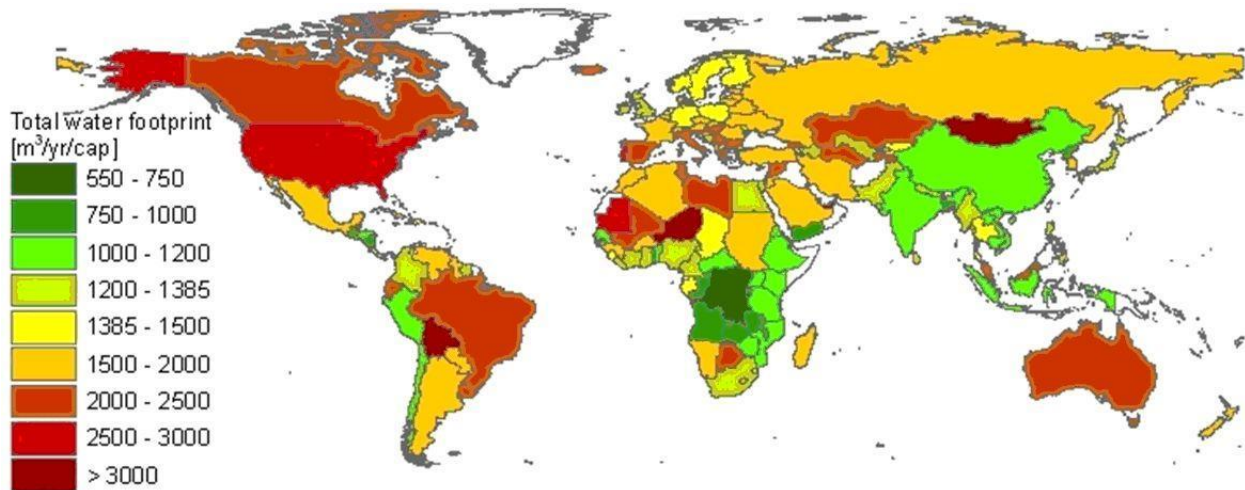 Total water footprint
[m³/yr/cap]
550 - 750
750 - 1000
1000 - 1200
1200 - 1385
1385 - 1500
1500 - 2000
2000 - 2500
2500 - 3000
> 3000